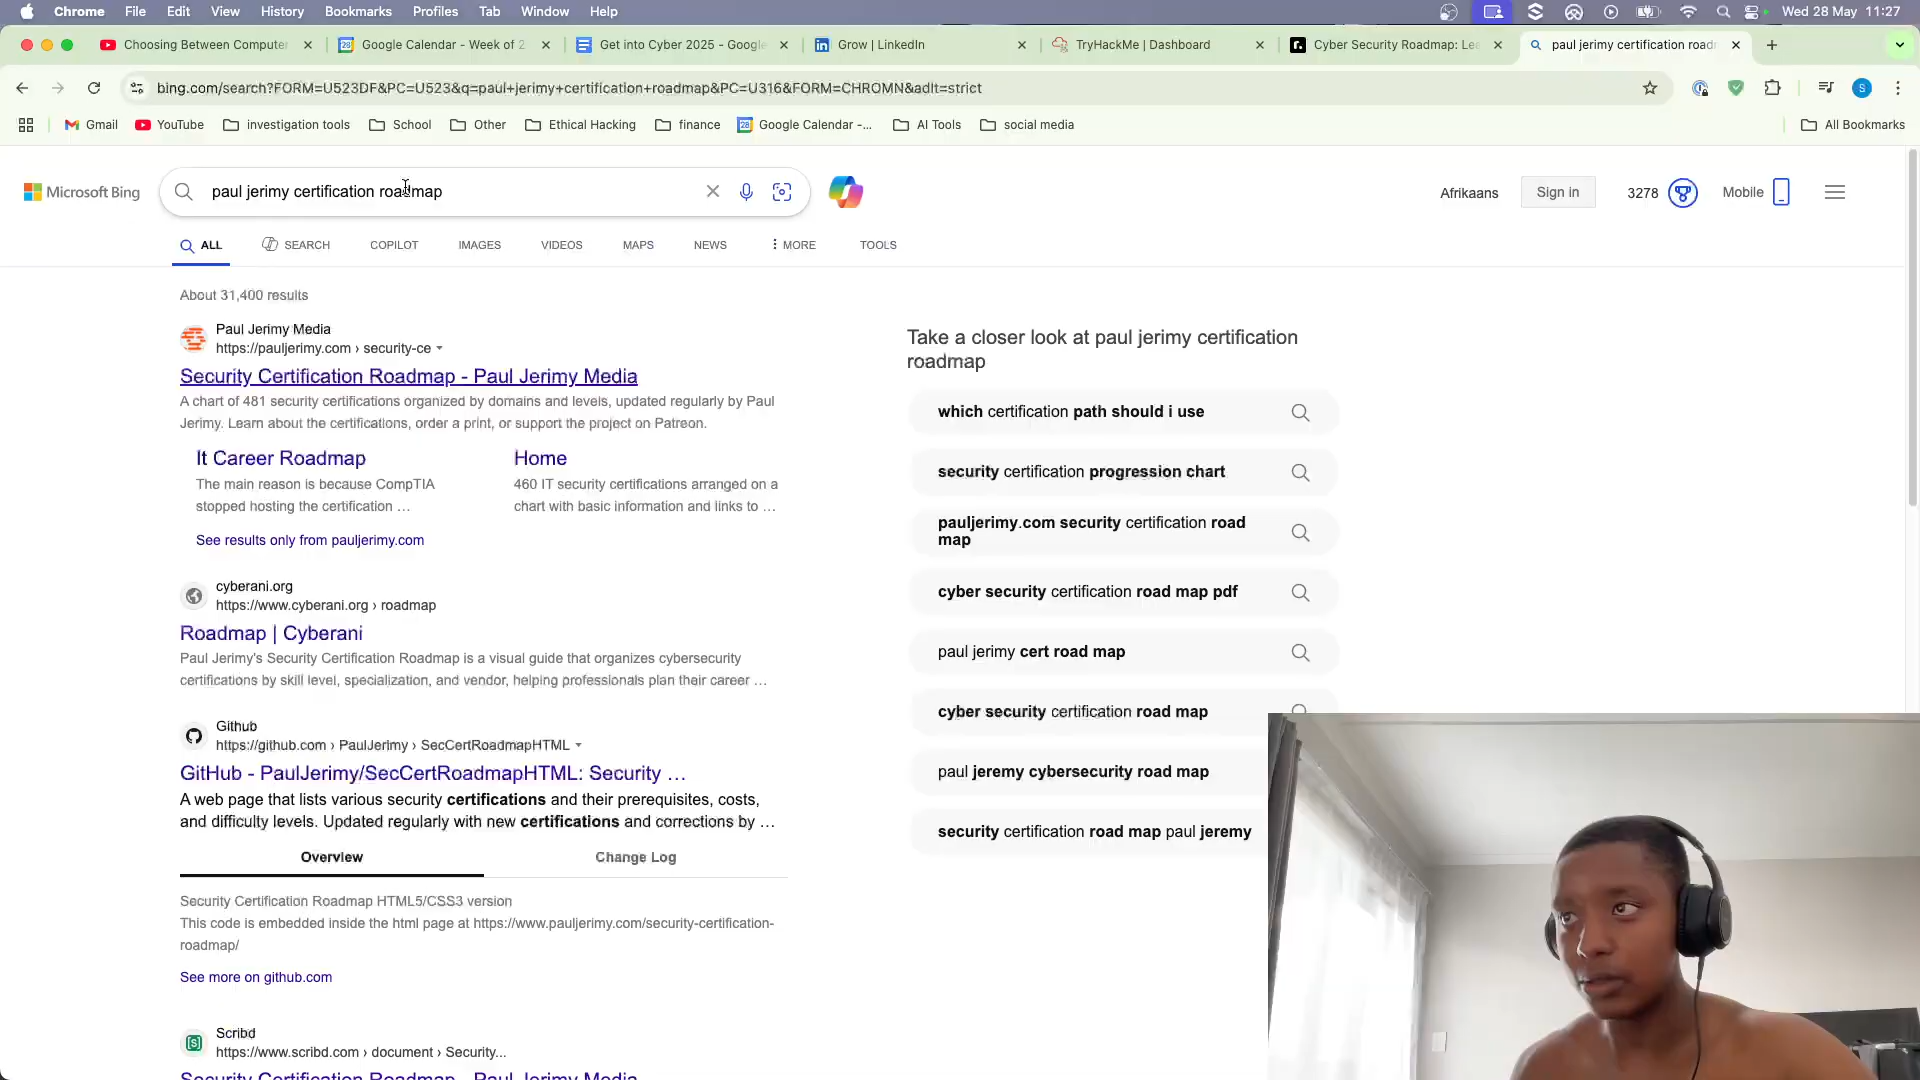 Chrome File Edit View History Bookmarks Profiles Tab Window Help Wed 28 May 11:27
Choosing Between Computer Google Calendar - Week of 2 Get into Cyber 2025 - Google Grow | LinkedIn TryHackMe | Dashboard Cyber Security Roadmap: Lea paul jerimy certification roadm
bing.com/search?FORM=U523DF&PC=U523&q=paul+jerimy+certification+roadmap&PC=U316&FORM=CHROMN&adlt=strict S
Gmail YouTube investigation tools School Other Ethical Hacking finance Google Calendar -... AI Tools social media All Bookmarks
Microsoft Bing
paul jerimy certification roadmap
Afrikaans Sign in 3278 Mobile
ALL SEARCH COPILOT IMAGES VIDEOS MAPS NEWS MORE TOOLS
About 31,400 results
Paul Jerimy Media
https://pauljerimy.com › security-ce
Security Certification Roadmap - Paul Jerimy Media
A chart of 481 security certifications organized by domains and levels, updated regularly by Paul
Jerimy. Learn about the certifications, order a print, or support the project on Patreon.
It Career Roadmap
The main reason is because CompTIA
stopped hosting the certification ...
Home
460 IT security certifications arranged on a
chart with basic information and links to ...
See results only from pauljerimy.com
cyberani.org
https://www.cyberani.org › roadmap
Roadmap | Cyberani
Paul Jerimy's Security Certification Roadmap is a visual guide that organizes cybersecurity
certifications by skill level, specialization, and vendor, helping professionals plan their career ...
Github
https://github.com › PaulJerimy › SecCertRoadmapHTML
GitHub - PaulJerimy/SecCertRoadmapHTML: Security ...
A web page that lists various security certifications and their prerequisites, costs,
and difficulty levels. Updated regularly with new certifications and corrections by ...
Overview Change Log
Security Certification Roadmap HTML5/CSS3 version
This code is embedded inside the html page at https://www.pauljerimy.com/security-certification-
roadmap/
See more on github.com
Scribd
https://www.scribd.com › document › Security...
Security Certification Roadmap - Paul Jerimy Media
Take a closer look at paul jerimy certification
roadmap
which certification path should i use
security certification progression chart
pauljerimy.com security certification road
map
cyber security certification road map pdf
paul jerimy cert road map
cyber security certification road map
paul jeremy cybersecurity road map
security certification road map paul jeremy